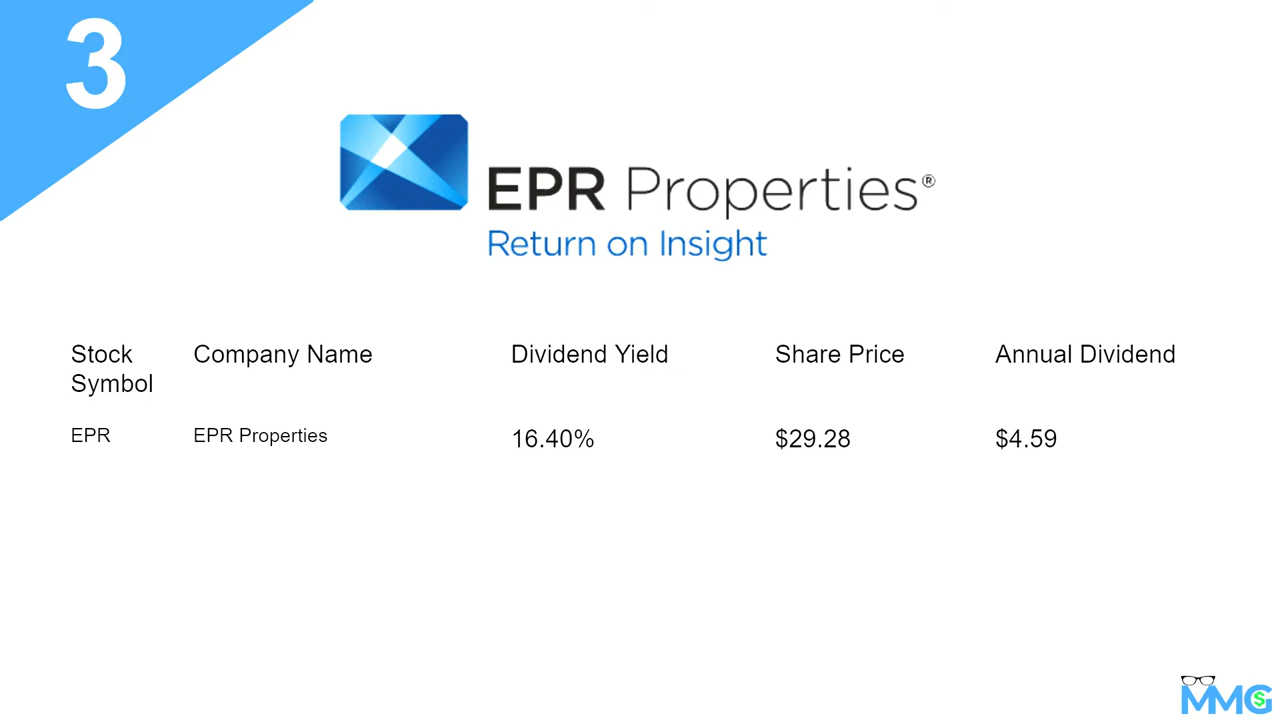 3
EPR Properties®
Return on Insight
Stock Symbol Company Name Dividend Yield Share Price Annual Dividend
EPR EPR Properties 16.40% $29.28 $4.59
MMG